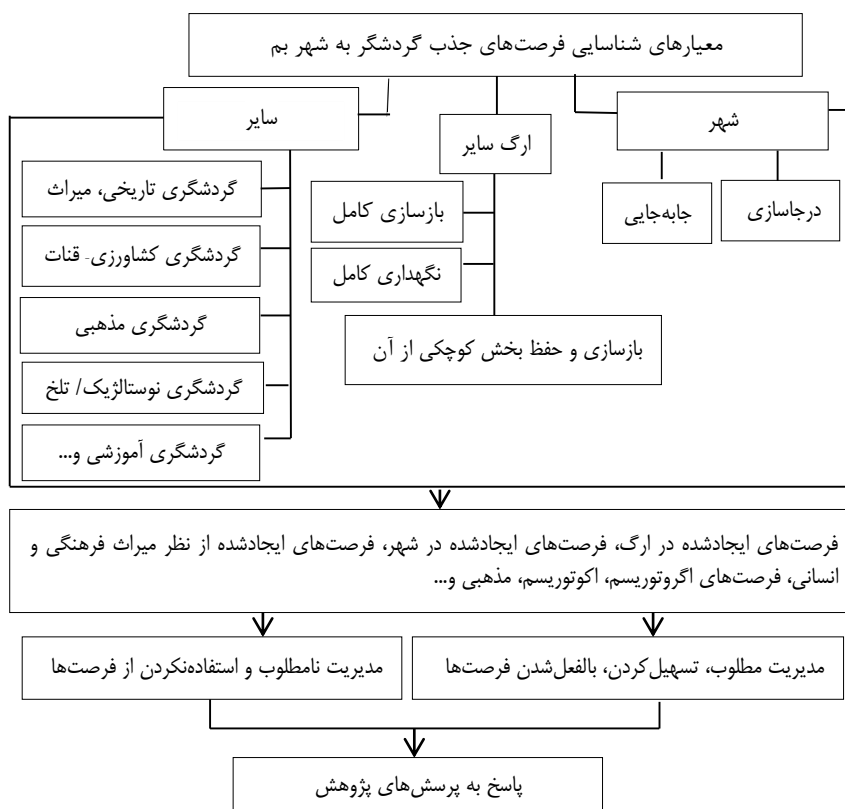 معیارهای شناسایی فرصت‌های جذب گردشگر به شهر بم
شهر
ارگ سایر
سایر
درجاسازی
جابه‌جایی
بازسازی کامل
نگهداری کامل
بازسازی و حفظ بخش کوچکی از آن
گردشگری تاریخی، میراث
گردشگری کشاورزی- قنات
گردشگری مذهبی
گردشگری نوستالژیک/ تلخ
گردشگری آموزشی و...
فرصت‌های ایجادشده در ارگ، فرصت‌های ایجادشده در شهر، فرصت‌های ایجادشده از نظر میراث فرهنگی و
انسانی، فرصت‌های اگروتوریسم، اکوتوریسم، مذهبی و...
مدیریت مطلوب، تسهیل‌کردن، بالفعل‌شدن فرصت‌ها
مدیریت نامطلوب و استفاده‌نکردن از فرصت‌ها
پاسخ به پرسش‌های پژوهش